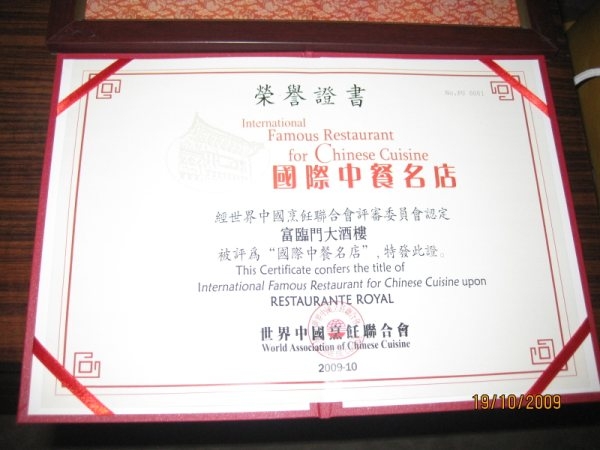 榮譽證書
No.PG 0051
International
Famous Restaurant
for Chinese Cuisine
國際中餐名店
經世界中國烹飪聯合會評審委員會認定
富臨門大酒樓
被評爲“國際中餐名店”,特發此證。
This Certificate confers the title of
International Famous Restaurant for Chinese Cuisine upon
RESTAURANTE ROYAL
世界中國烹飪聯合會
World Association of Chinese Cuisine
2009-10
19/10/2009